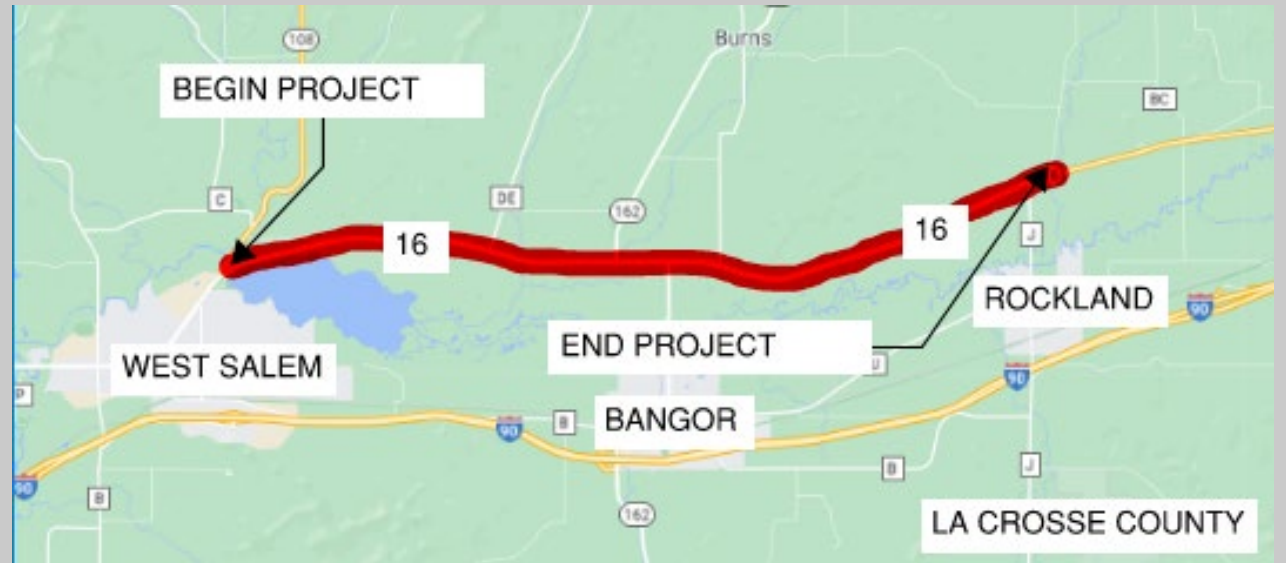 108
Burns
BEGIN PROJECT
BC
C
DE
162
16
16
J
ROCKLAND
90
END PROJECT
WEST SALEM
U
90
P
BANGOR
B
90
B
J
90
B
162
LA CROSSE COUNTY